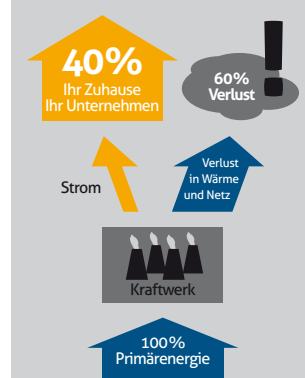 40%
Ihr Zuhause
Ihr Unternehmen
60%
Verlust
Strom
Verlust
in Wärme
und Netz
Kraftwerk
100%
Primärenergie